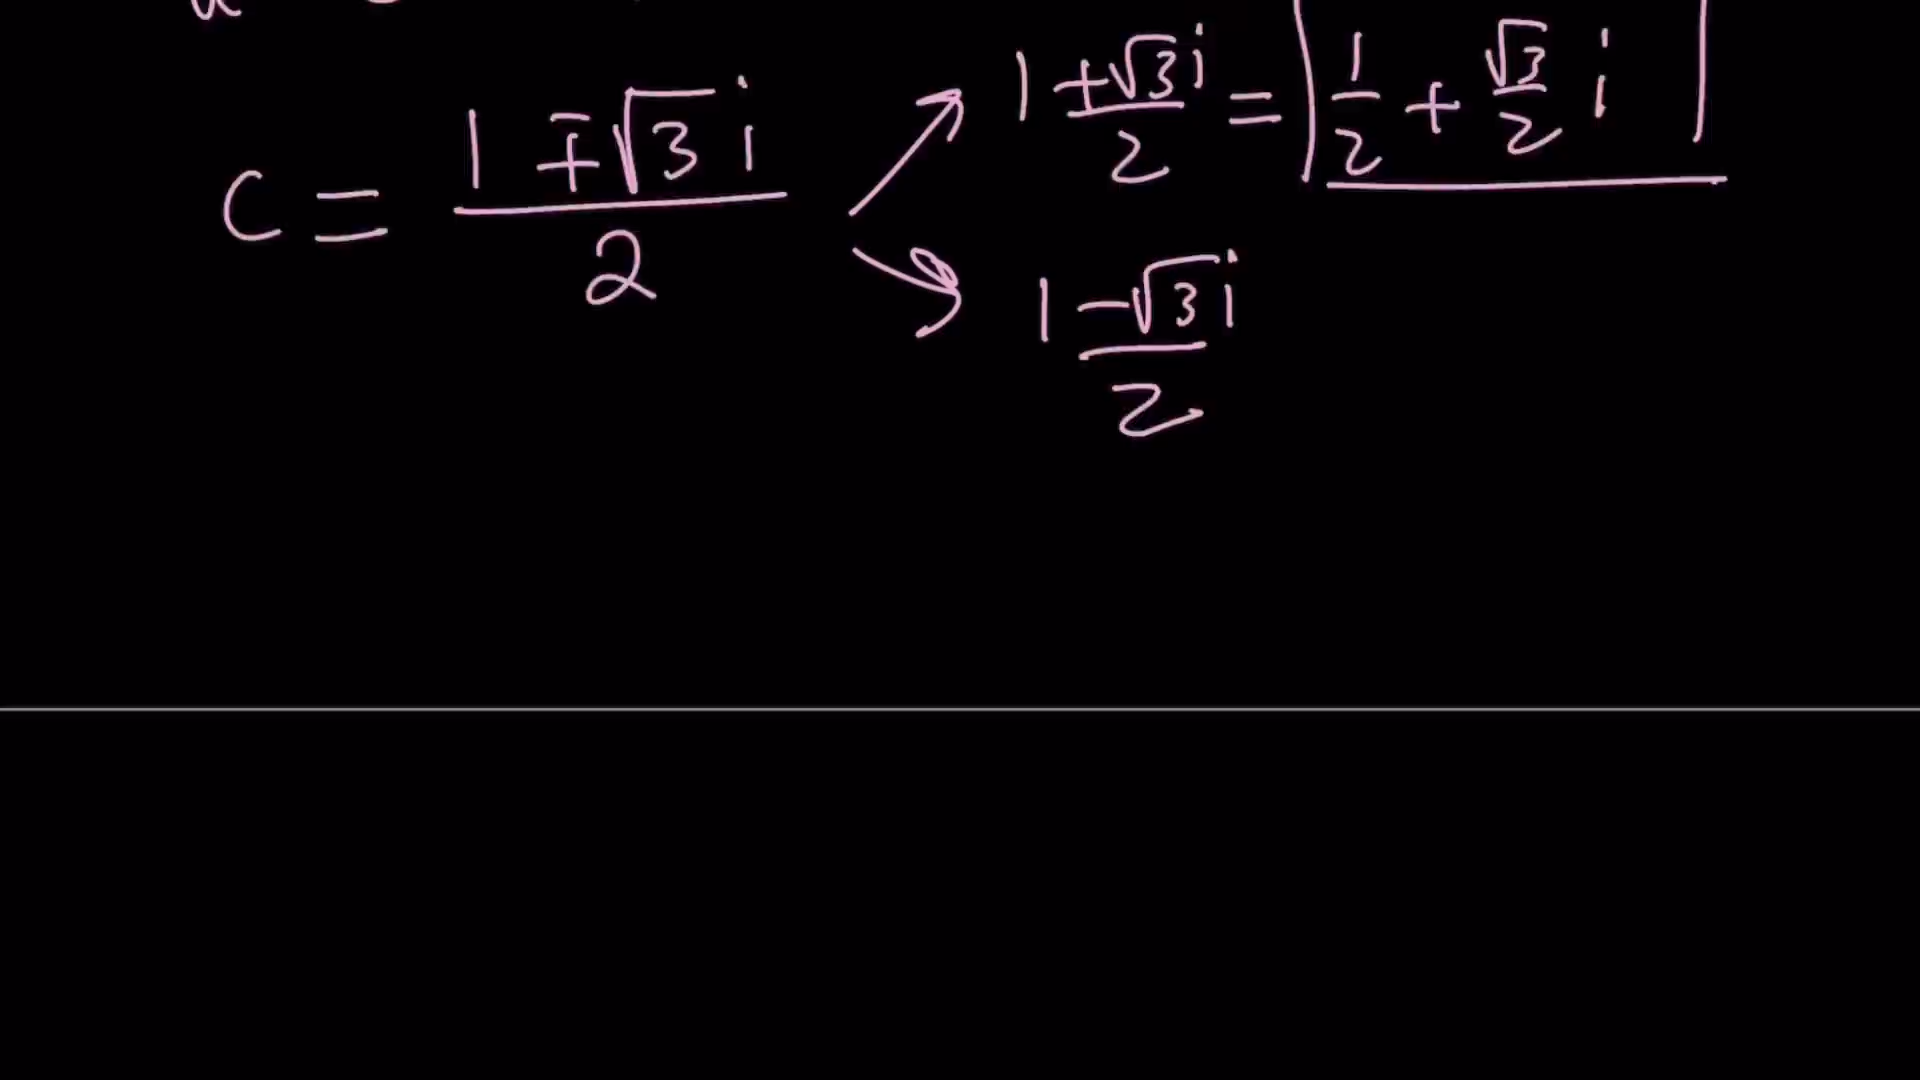 c = (1 ∓ √3 i) / 2
(1 + √3 i) / 2 = 1/2 + √3/2 i
(1 − √3 i) / 2